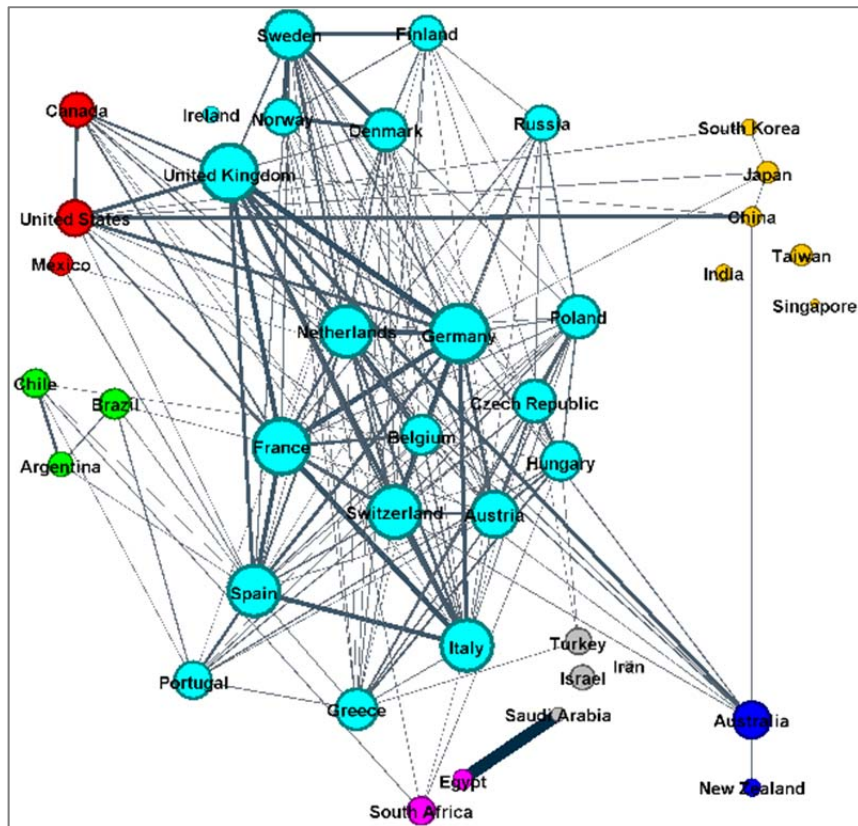 Sweden
Finland
Canada
Ireland
Norway
Denmark
Russia
South Korea
United Kingdom
Japan
United States
China
Mexico
Taiwan
India
Singapore
Netherlands
Germany
Poland
Chile
Brazil
Czech Republic
France
Belgium
Argentina
Hungary
Switzerland
Austria
Spain
Italy
Turkey
Iran
Portugal
Israel
Greece
Saudi Arabia
Australia
Egypt
New Zealand
South Africa